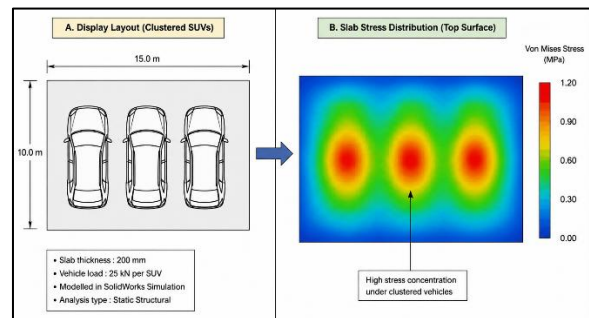 A. Display Layout (Clustered SUVs)
15.0 m
10.0 m
• Slab thickness : 200 mm
• Vehicle load : 25 kN per SUV
• Modelled in SolidWorks Simulation
• Analysis type : Static Structural
B. Slab Stress Distribution (Top Surface)
Von Mises Stress
(MPa)
1.20
0.90
0.60
0.30
0.00
High stress concentration
under clustered vehicles